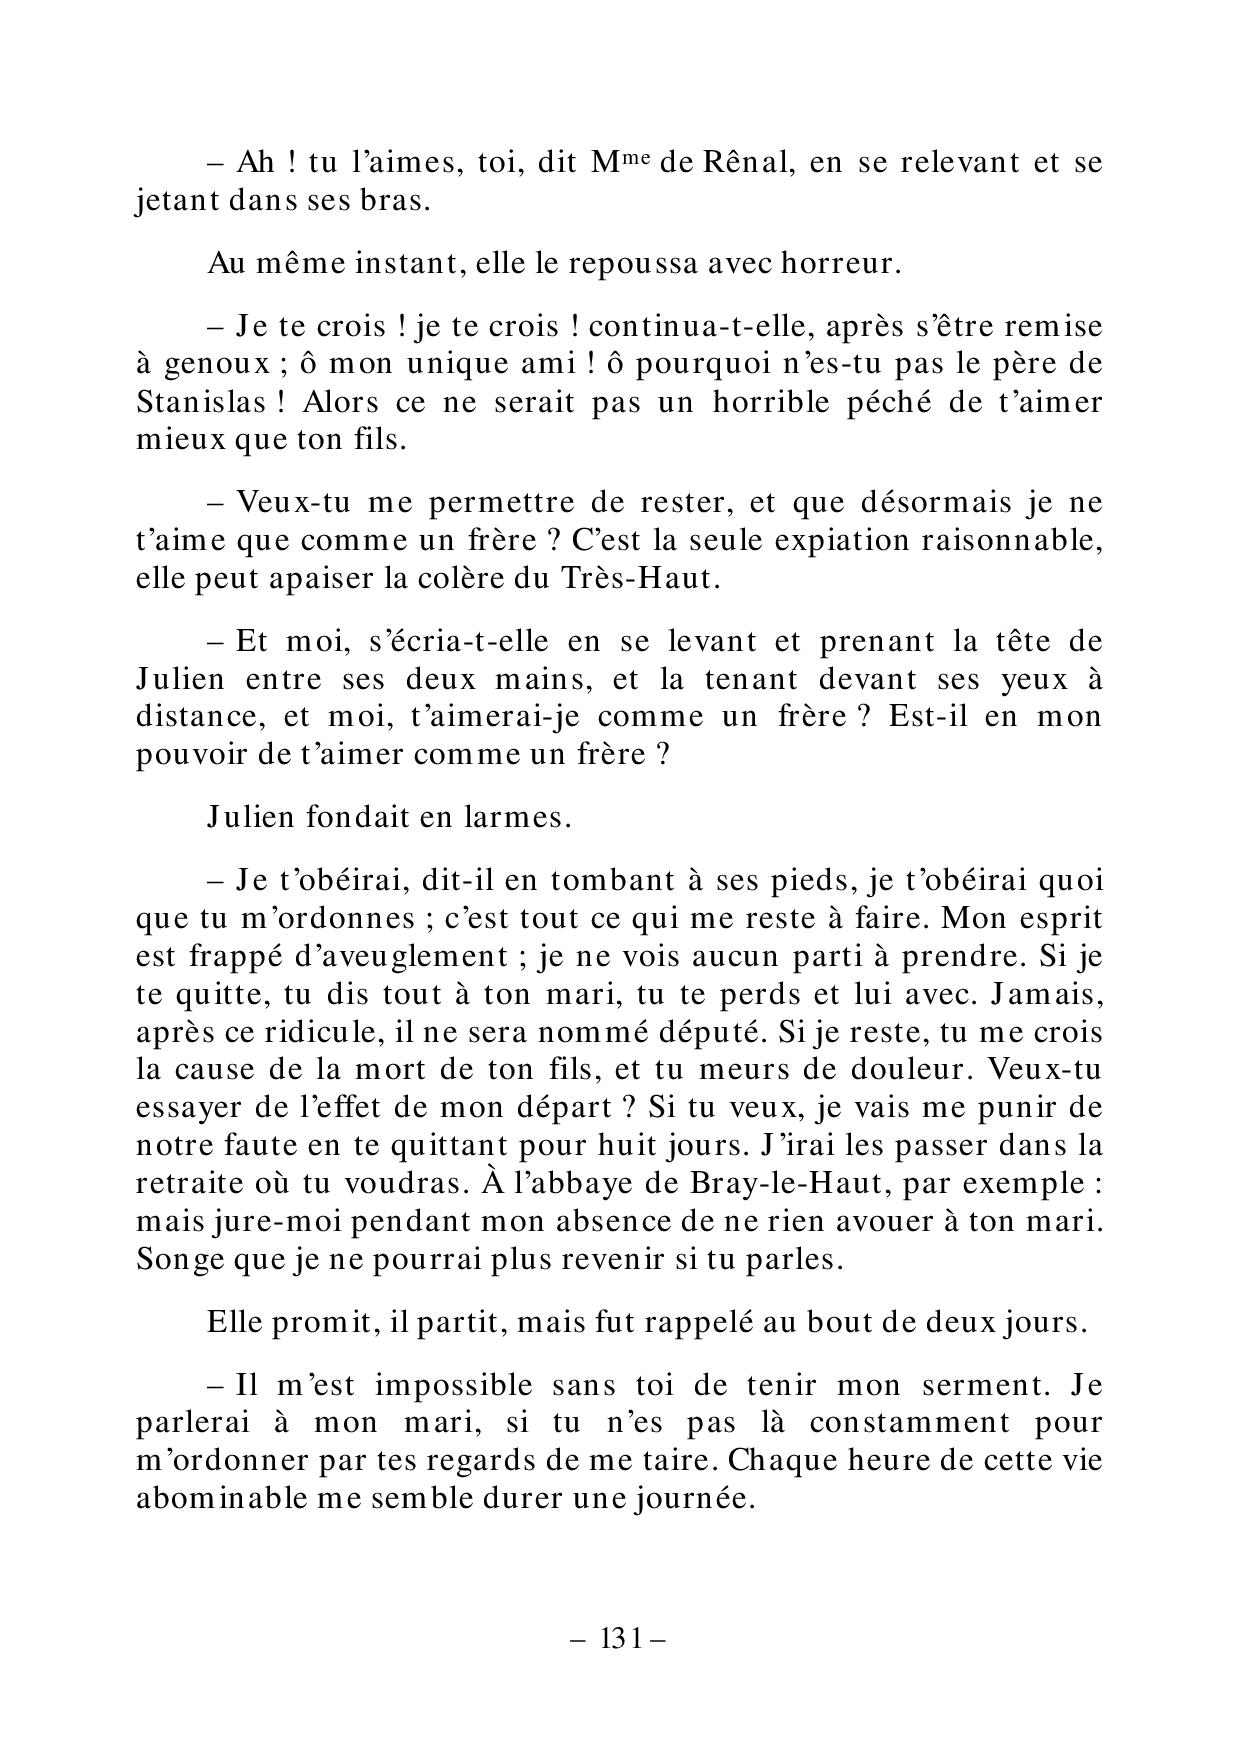 – Ah ! tu l’aimes, toi, dit Mme de Rênal, en se relevant et se
jetant dans ses bras.
Au même instant, elle le repoussa avec horreur.
– Je te crois ! je te crois ! continua-t-elle, après s’être remise
à genoux ; ô mon unique ami ! ô pourquoi n’es-tu pas le père de
Stanislas ! Alors ce ne serait pas un horrible péché de t’aimer
mieux que ton fils.
– Veux-tu me permettre de rester, et que désormais je ne
t’aime que comme un frère ? C’est la seule expiation raisonnable,
elle peut apaiser la colère du Très-Haut.
– Et moi, s’écria-t-elle en se levant et prenant la tête de
Julien entre ses deux mains, et la tenant devant ses yeux à
distance, et moi, t’aimerai-je comme un frère ? Est-il en mon
pouvoir de t’aimer comme un frère ?
Julien fondait en larmes.
– Je t’obéirai, dit-il en tombant à ses pieds, je t’obéirai quoi
que tu m’ordonnes ; c’est tout ce qui me reste à faire. Mon esprit
est frappé d’aveuglement ; je ne vois aucun parti à prendre. Si je
te quitte, tu dis tout à ton mari, tu te perds et lui avec. Jamais,
après ce ridicule, il ne sera nommé député. Si je reste, tu me crois
la cause de la mort de ton fils, et tu meurs de douleur. Veux-tu
essayer de l’effet de mon départ ? Si tu veux, je vais me punir de
notre faute en te quittant pour huit jours. J’irai les passer dans la
retraite où tu voudras. À l’abbaye de Bray-le-Haut, par exemple :
mais jure-moi pendant mon absence de ne rien avouer à ton mari.
Songe que je ne pourrai plus revenir si tu parles.
Elle promit, il partit, mais fut rappelé au bout de deux jours.
– Il m’est impossible sans toi de tenir mon serment. Je
parlerai à mon mari, si tu n’es pas là constamment pour
m’ordonner par tes regards de me taire. Chaque heure de cette vie
abominable me semble durer une journée.
– 131 –